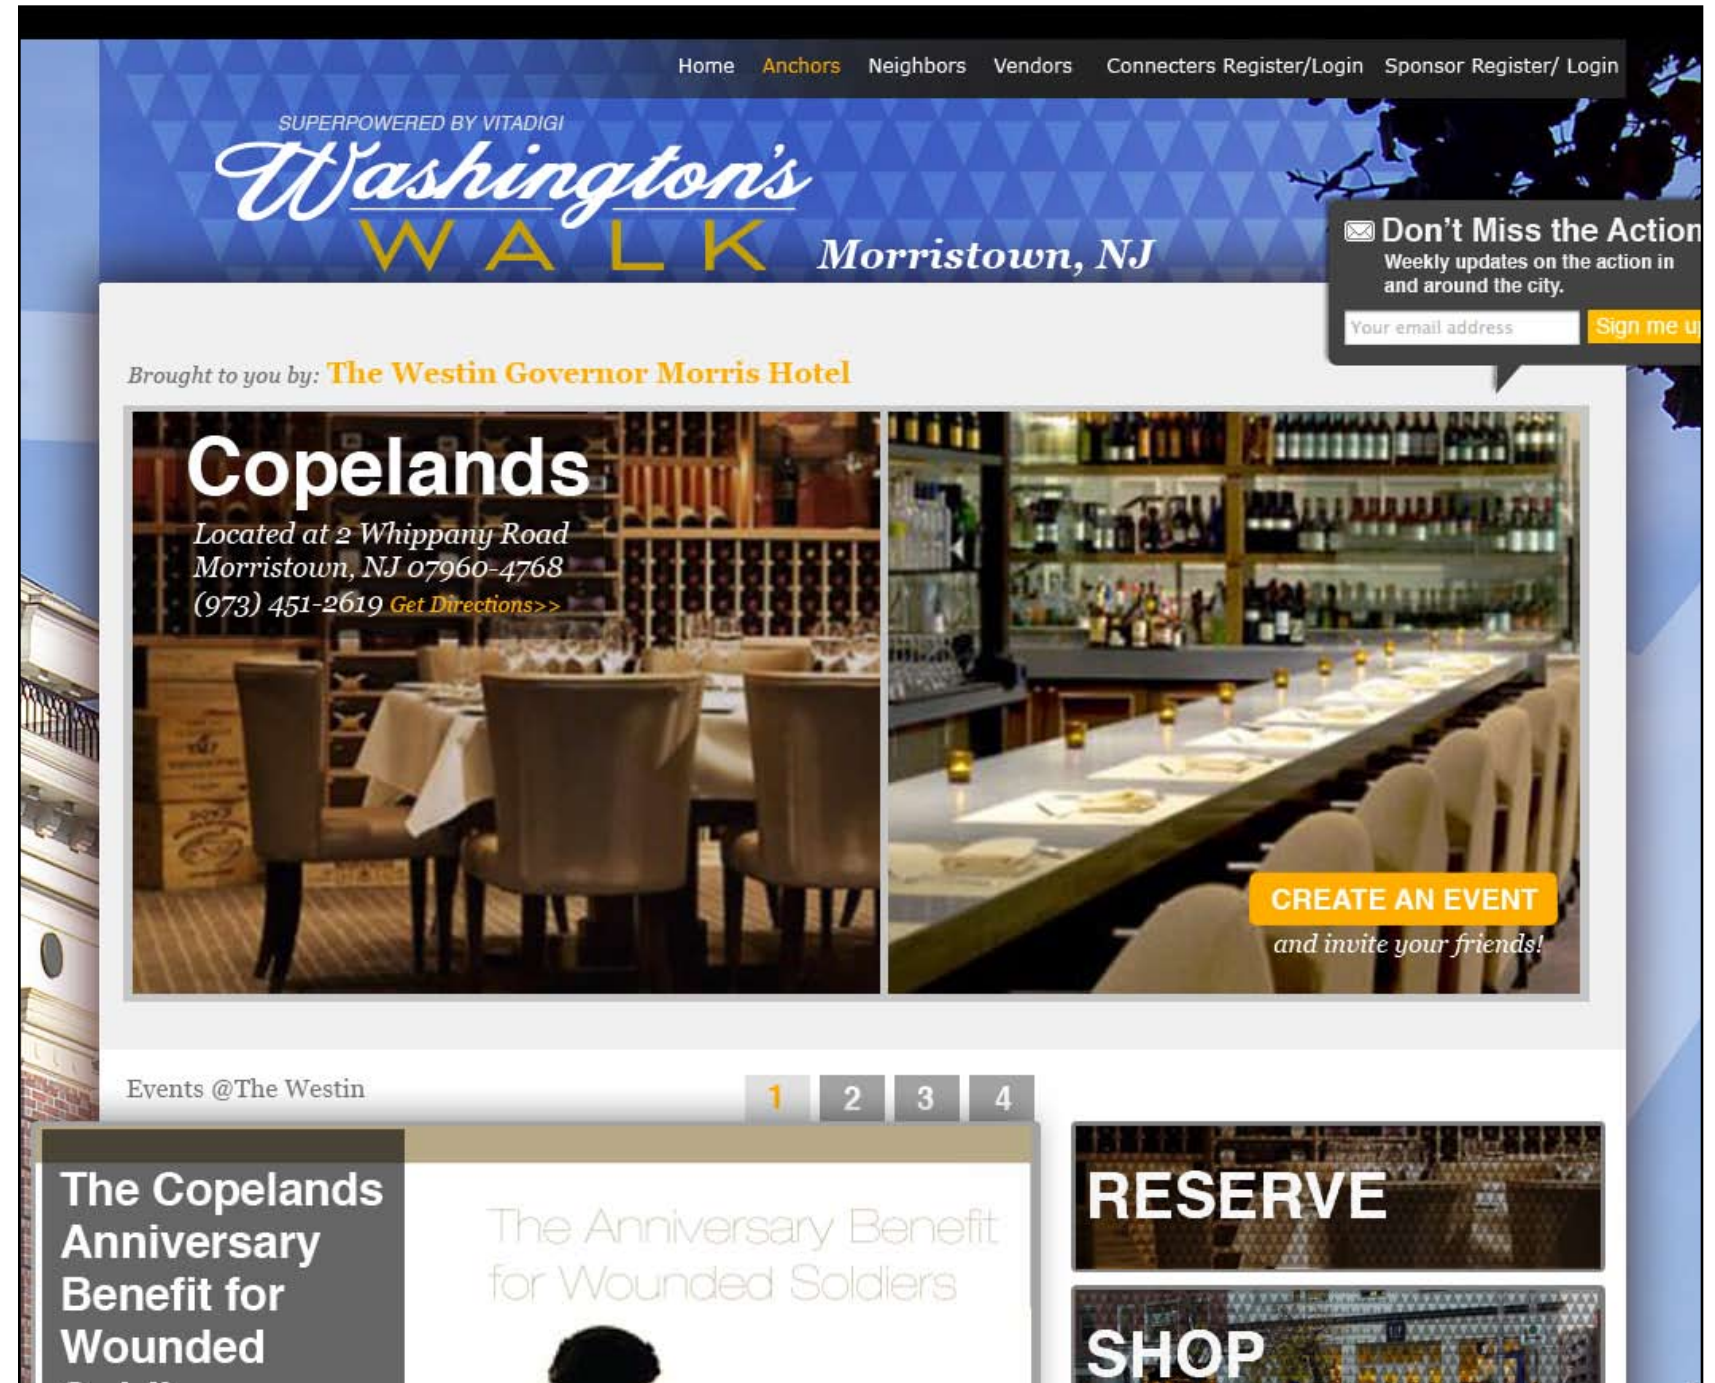 Home Anchors Neighbors Vendors Connecters Register/Login Sponsor Register/ Login
SUPERPOWERED BY VITADIGI
Washington's
WALK
Morristown, NJ
Don't Miss the Action
Weekly updates on the action in
and around the city.
Your email address
Sign me up
Brought to you by: The Westin Governor Morris Hotel
Copelands
Located at 2 Whippany Road
Morristown, NJ 07960-4768
(973) 451-2619 Get Directions>>
CREATE AN EVENT
and invite your friends!
Events @The Westin
1 2 3 4
The Copelands
Anniversary
Benefit for
Wounded
The Anniversary Benefit
for Wounded Soldiers
RESERVE
SHOP